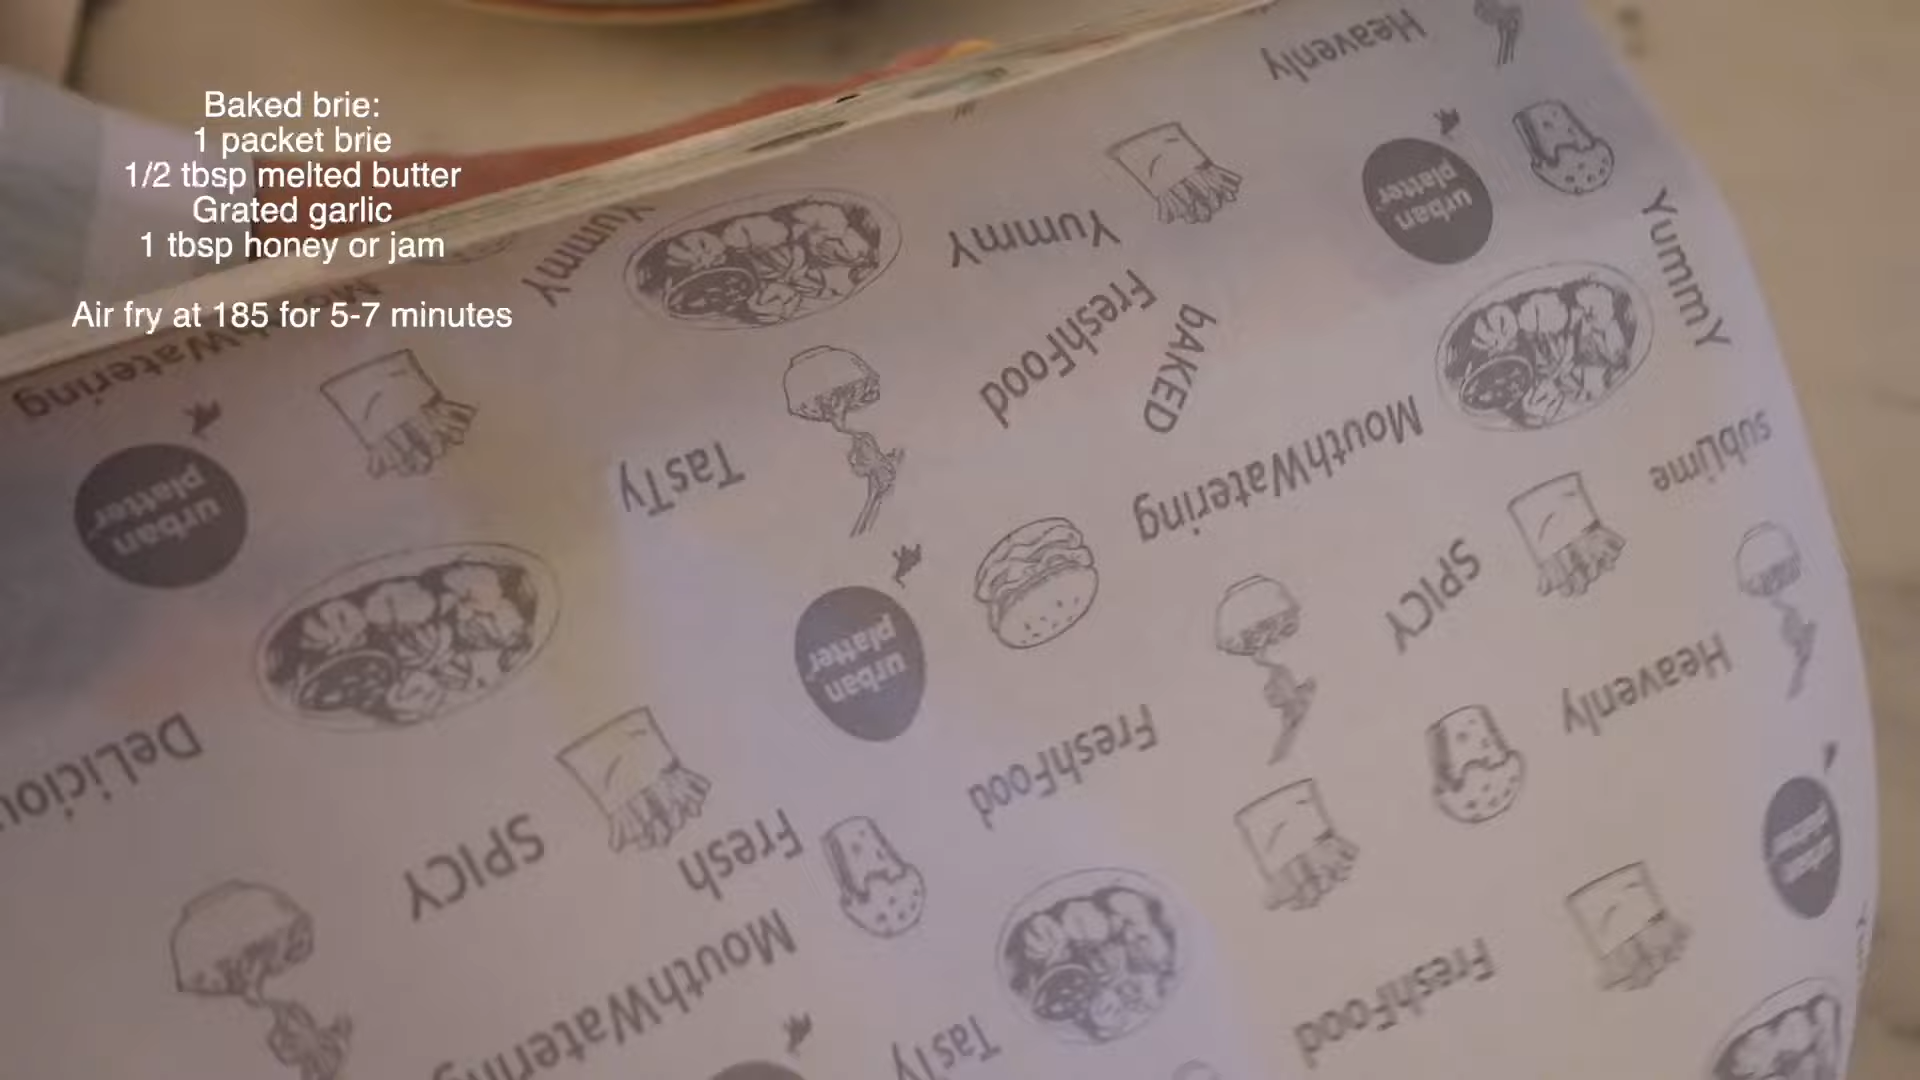 Baked brie:
1 packet brie
1/2 tbsp melted butter
Grated garlic
1 tbsp honey or jam
Air fry at 185 for 5-7 minutes
Heavenly
urban
platter
YummY
YummY
YummY
FreshFood
bAKED
MouthWatering
subLime
TasTy
MouthWatering
urban
platter
SPICY
Heavenly
urban
platter
FreshFood
DeLiciou
SPICY
Fresh
MouthWatering
TasTy
FreshFood